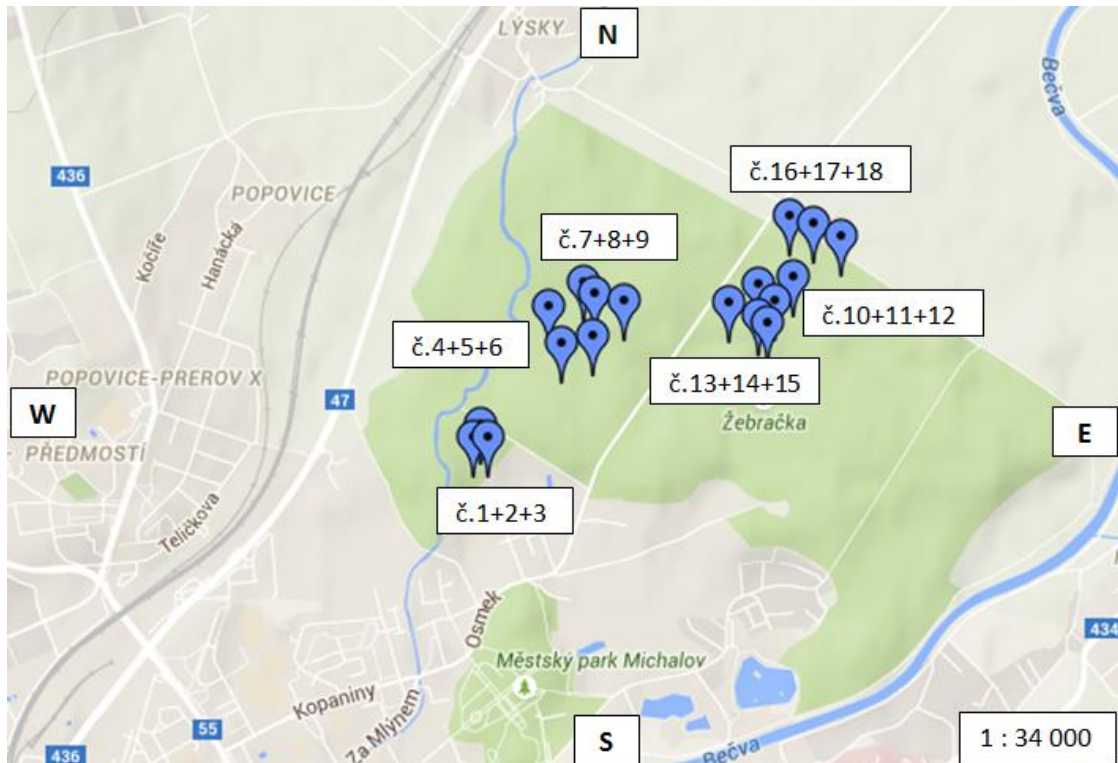 LÝSKY
N
Bečva
436
č.16+17+18
POPOVICE
Kočíře
Hanácká
č.7+8+9
č.10+11+12
č.4+5+6
POPOVICE-PREROV X
č.13+14+15
W
47
Žebračka
E
PŘEDMOSTÍ
č.1+2+3
Teličkova
Osmek
434
Městský park Michalov
Kopaniny
Za Mlýnem
55
S
Bečva
1 : 34 000
436